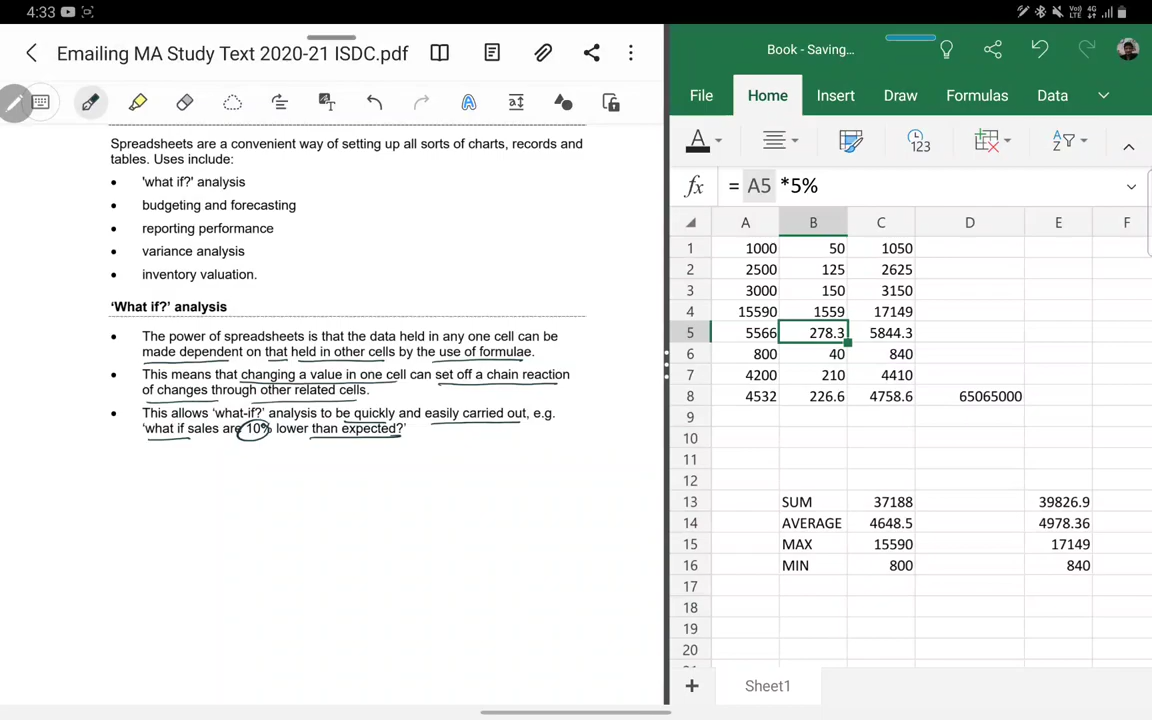 4:33
Vo) LTE 4G
Emailing MA Study Text 2020-21 ISDC.pdf
Spreadsheets are a convenient way of setting up all sorts of charts, records and
tables. Uses include:
• 'what if?' analysis
• budgeting and forecasting
• reporting performance
• variance analysis
• inventory valuation.
‘What if?’ analysis
• The power of spreadsheets is that the data held in any one cell can be
made dependent on that held in other cells by the use of formulae.
• This means that changing a value in one cell can set off a chain reaction
of changes through other related cells.
• This allows ‘what-if?’ analysis to be quickly and easily carried out, e.g.
‘what if sales are 10% lower than expected?’
Book - Saving...
File Home Insert Draw Formulas Data
A 123 A Z
fx = A5 *5%
A B C D E F
1 1000 50 1050
2 2500 125 2625
3 3000 150 3150
4 15590 1559 17149
5 5566 278.3 5844.3
6 800 40 840
7 4200 210 4410
8 4532 226.6 4758.6 65065000
9
10
11
12
13 SUM 37188 39826.9
14 AVERAGE 4648.5 4978.36
15 MAX 15590 17149
16 MIN 800 840
17
18
19
20
+ Sheet1